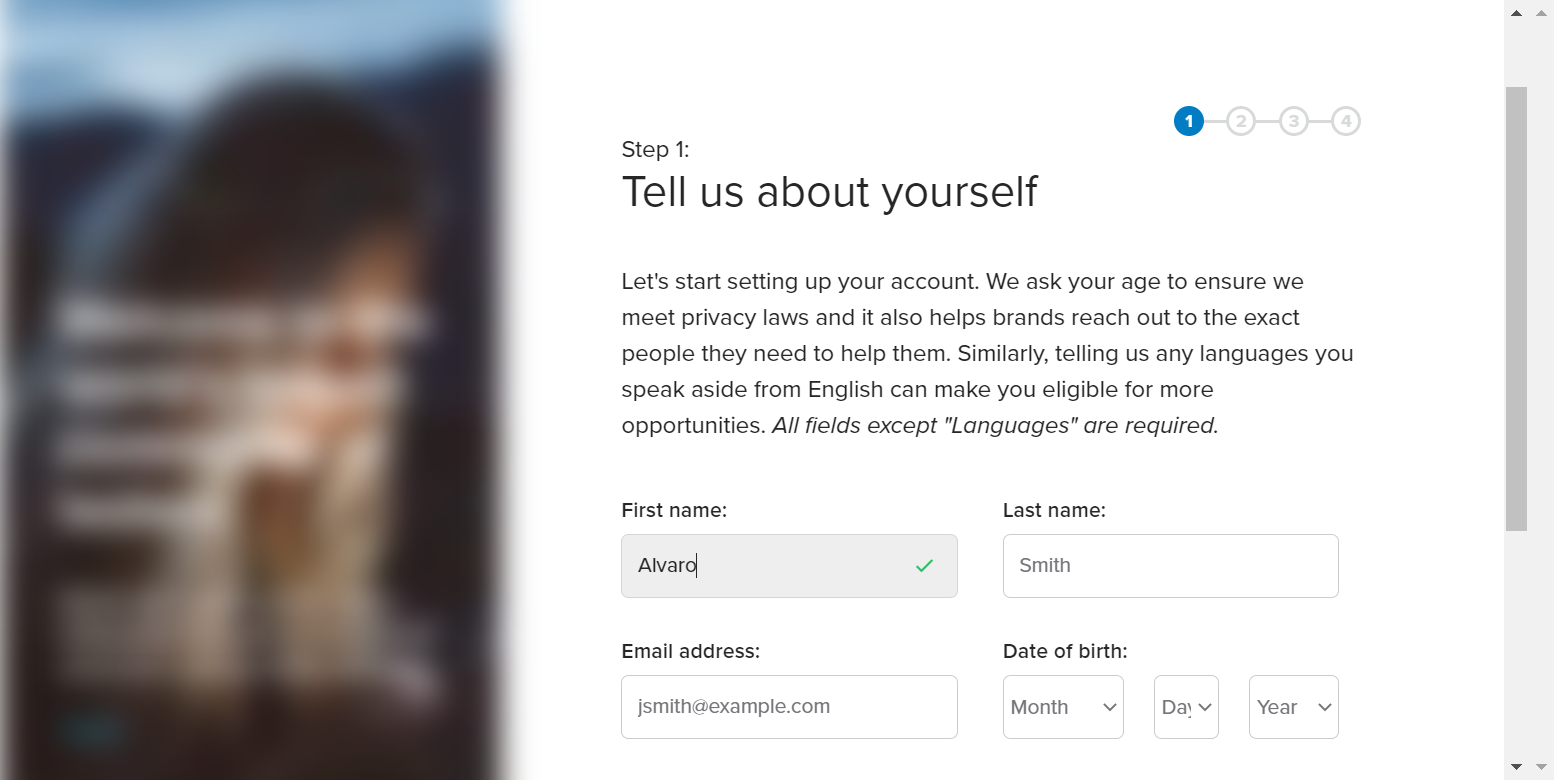 1 2 3 4
Step 1:
Tell us about yourself
Let's start setting up your account. We ask your age to ensure we
meet privacy laws and it also helps brands reach out to the exact
people they need to help them. Similarly, telling us any languages you
speak aside from English can make you eligible for more
opportunities. All fields except "Languages" are required.
First name: Last name:
Alvaro Smith
Email address: Date of birth:
jsmith@example.com Month Day Year